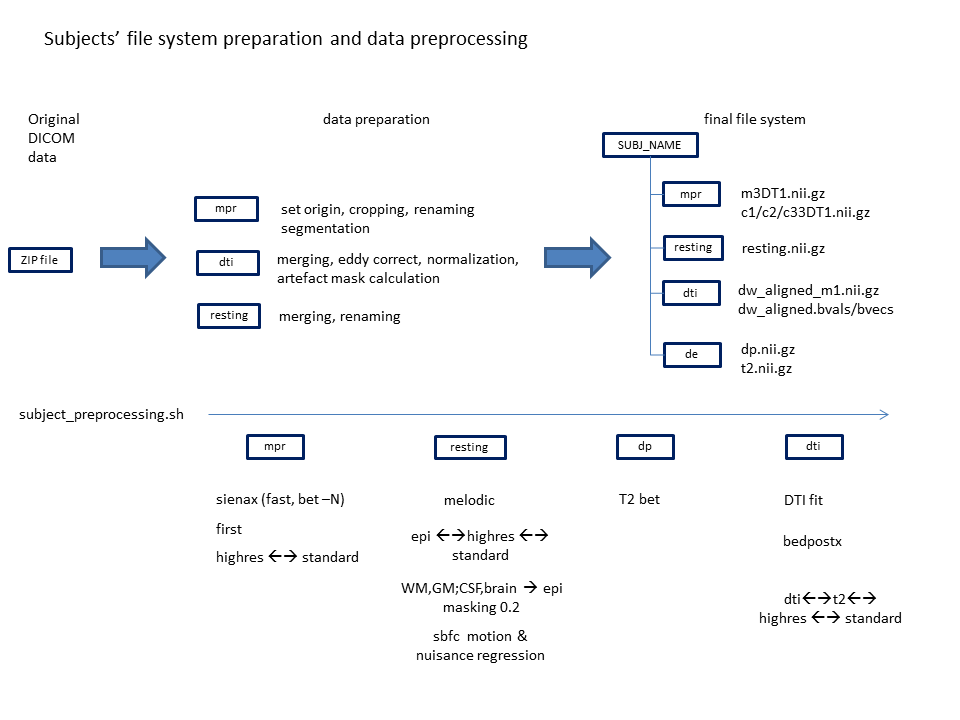 Subjects' file system preparation and data preprocessing
Original
DICOM
data
data preparation
final file system
ZIP file
mpr
set origin, cropping, renaming
segmentation
dti
merging, eddy correct, normalization,
artefact mask calculation
resting
merging, renaming
SUBJ_NAME
mpr
m3DT1.nii.gz
c1/c2/c33DT1.nii.gz
resting
resting.nii.gz
dti
dw_aligned_m1.nii.gz
dw_aligned.bvals/bvecs
de
dp.nii.gz
t2.nii.gz
subject_preprocessing.sh
mpr
sienax (fast, bet –N)
first
highres ←→ standard
resting
melodic
epi ←→highres ←→
standard
WM,GM;CSF,brain → epi
masking 0.2
sbfc motion &
nuisance regression
dp
T2 bet
dti
DTI fit
bedpostx
dti←→t2←→
highres ←→ standard